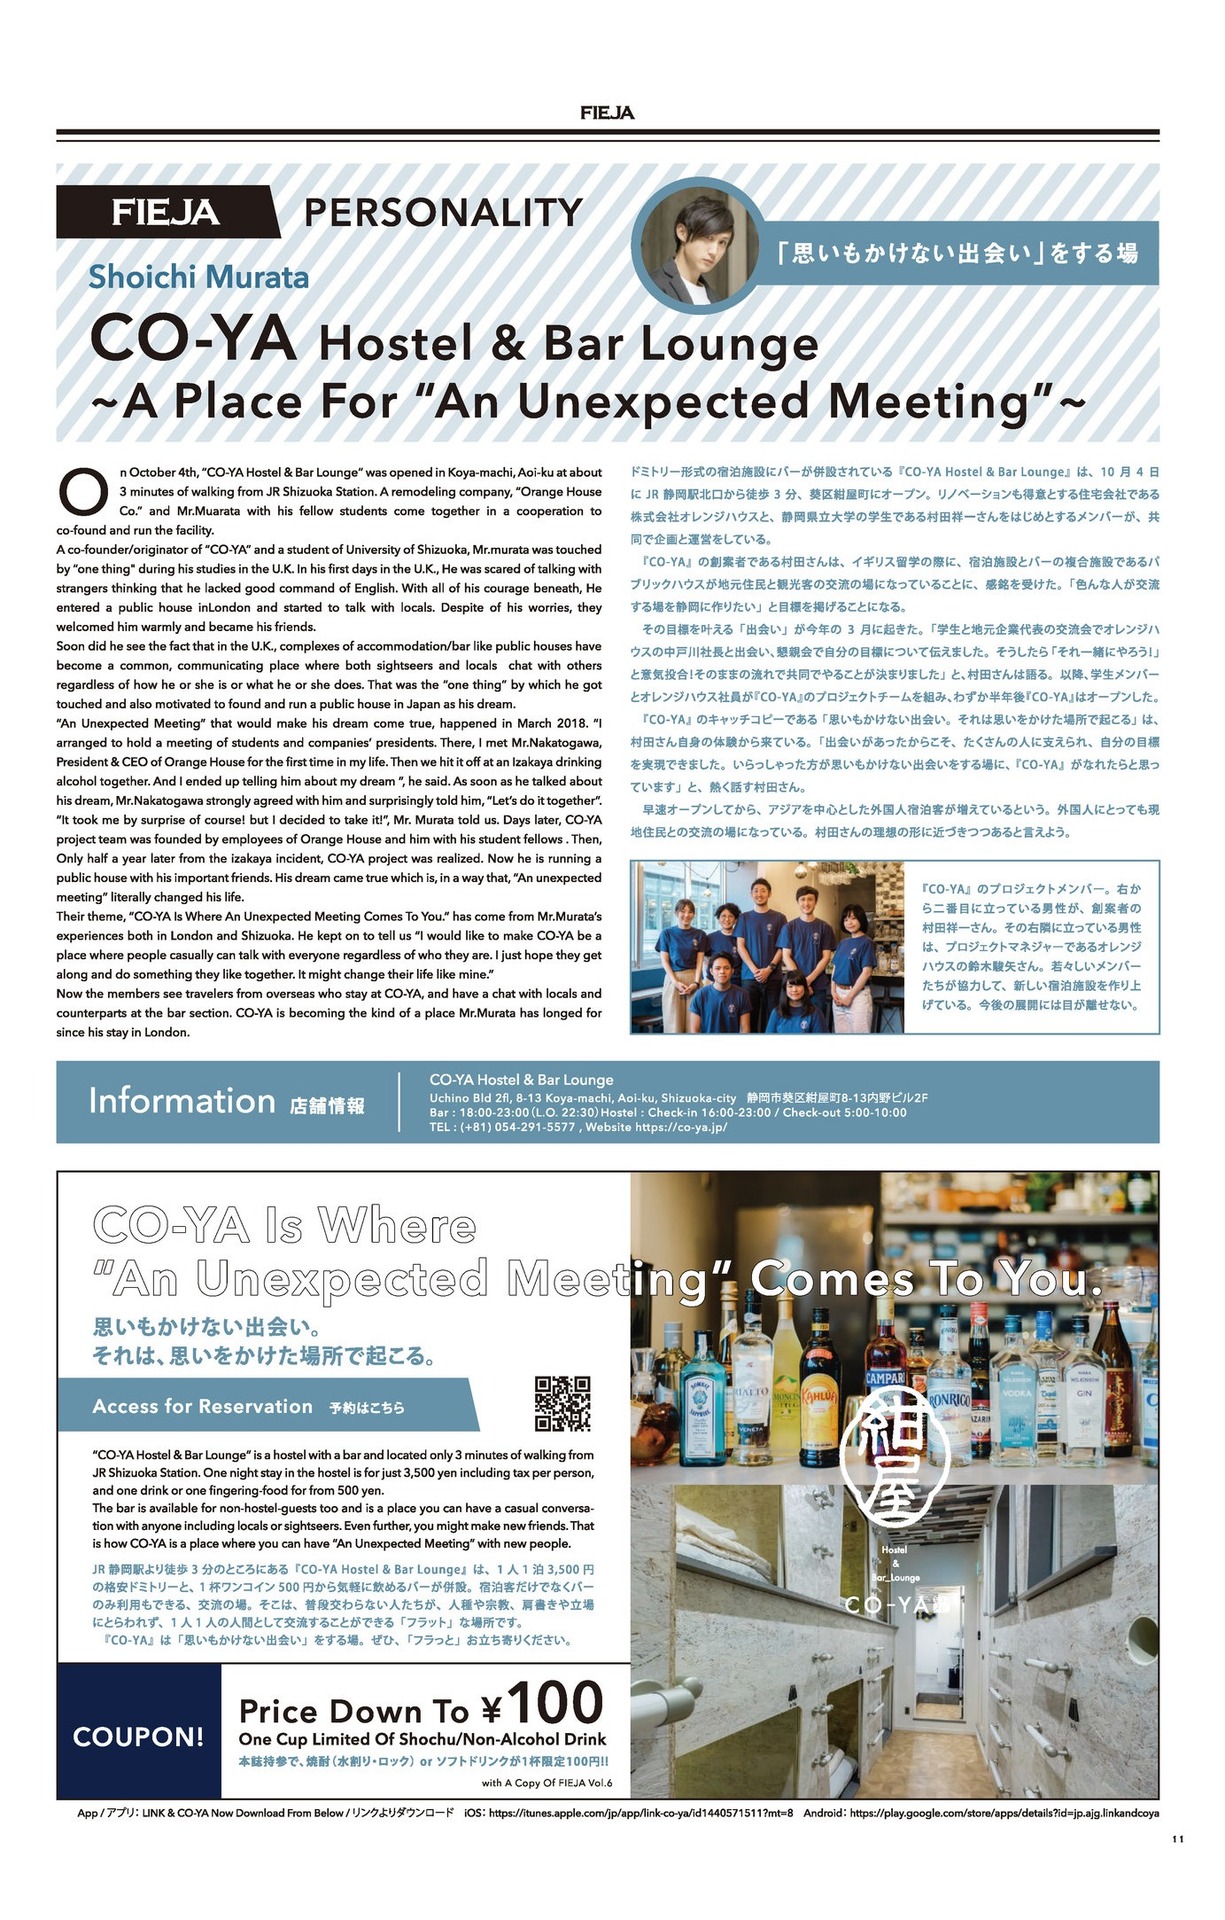 FIEJA
FIEJA
PERSONALITY
Shoichi Murata
「思いもかけない出会い」をする場
CO-YA Hostel & Bar Lounge
~A Place For “An Unexpected Meeting”~
On October 4th, “CO-YA Hostel & Bar Lounge“ was opened in Koya-machi, Aoi-ku at about
3 minutes of walking from JR Shizuoka Station. A remodeling company, “Orange House
Co.” and Mr.Muarata with his fellow students come together in a cooperation to
co-found and run the facility.
A co-founder/originator of “CO-YA” and a student of University of Shizuoka, Mr.murata was touched
by “one thing" during his studies in the U.K. In his first days in the U.K., He was scared of talking with
strangers thinking that he lacked good command of English. With all of his courage beneath, He
entered a public house inLondon and started to talk with locals. Despite of his worries, they
welcomed him warmly and became his friends.
Soon did he see the fact that in the U.K., complexes of accommodation/bar like public houses have
become a common, communicating place where both sightseers and locals chat with others
regardless of how he or she is or what he or she does. That was the “one thing” by which he got
touched and also motivated to found and run a public house in Japan as his dream.
“An Unexpected Meeting” that would make his dream come true, happened in March 2018. “I
arranged to hold a meeting of students and companies’ presidents. There, I met Mr.Nakatogawa,
President & CEO of Orange House for the first time in my life. Then we hit it off at an Izakaya drinking
alcohol together. And I ended up telling him about my dream ”, he said. As soon as he talked about
his dream, Mr.Nakatogawa strongly agreed with him and surprisingly told him, “Let’s do it together”.
“It took me by surprise of course! but I decided to take it!”, Mr. Murata told us. Days later, CO-YA
project team was founded by employees of Orange House and him with his student fellows . Then,
Only half a year later from the izakaya incident, CO-YA project was realized. Now he is running a
public house with his important friends. His dream came true which is, in a way that, “An unexpected
meeting” literally changed his life.
Their theme, “CO-YA Is Where An Unexpected Meeting Comes To You.” has come from Mr.Murata’s
experiences both in London and Shizuoka. He kept on to tell us “I would like to make CO-YA be a
place where people casually can talk with everyone regardless of who they are. I just hope they get
along and do something they like together. It might change their life like mine.”
Now the members see travelers from overseas who stay at CO-YA, and have a chat with locals and
counterparts at the bar section. CO-YA is becoming the kind of a place Mr.Murata has longed for
since his stay in London.
ドミトリー形式の宿泊施設にバーが併設されている『CO-YA Hostel & Bar Lounge』は、10 月 4 日
に JR 静岡駅北口から徒歩 3 分、葵区紺屋町にオープン。リノベーションも得意とする住宅会社である
株式会社オレンジハウスと、静岡県立大学の学生である村田祥一さんをはじめとするメンバーが、共
同で企画と運営をしている。
『CO-YA』の創案者である村田さんは、イギリス留学の際に、宿泊施設とバーの複合施設であるパ
ブリックハウスが地元住民と観光客の交流の場になっていることに、感銘を受けた。「色んな人が交流
する場を静岡に作りたい」と目標を掲げることになる。
その目標を叶える「出会い」が今年の 3 月に起きた。「学生と地元企業代表の交流会でオレンジハ
ウスの中戸川社長と出会い、懇親会で自分の目標について伝えました。そうしたら「それ一緒にやろう!」
と意気投合!そのままの流れで共同でやることが決まりました」と、村田さんは語る。以降、学生メンバー
とオレンジハウス社員が『CO-YA』のプロジェクトチームを組み、わずか半年後『CO-YA』はオープンした。
『CO-YA』のキャッチコピーである「思いもかけない出会い。それは思いをかけた場所で起こる」は、
村田さん自身の体験から来ている。「出会いがあったからこそ、たくさんの人に支えられ、自分の目標
を実現できました。いらっしゃった方が思いもかけない出会いをする場に、『CO-YA』がなれたらと思っ
ています」と、熱く話す村田さん。
早速オープンしてから、アジアを中心とした外国人宿泊客が増えているという。外国人にとっても現
地住民との交流の場になっている。村田さんの理想の形に近づきつつあると言えよう。
『CO-YA』のプロジェクトメンバー。右か
ら二番目に立っている男性が、創案者の
村田祥一さん。その右隣に立っている男性
は、プロジェクトマネジャーであるオレンジ
ハウスの鈴木駿矢さん。若々しいメンバー
たちが協力して、新しい宿泊施設を作り上
げている。今後の展開には目が離せない。
Information 店舗情報
CO-YA Hostel & Bar Lounge
Uchino Bld 2fl, 8-13 Koya-machi, Aoi-ku, Shizuoka-city 静岡市葵区紺屋町8-13内野ビル2F
Bar : 18:00-23:00（L.O. 22:30）Hostel : Check-in 16:00-23:00 / Check-out 5:00-10:00
TEL : (+81) 054-291-5577 , Website https://co-ya.jp/
CO-YA Is Where
“An Unexpected Meeting” Comes To You.
思いもかけない出会い。
それは、思いをかけた場所で起こる。
Access for Reservation 予約はこちら
“CO-YA Hostel & Bar Lounge” is a hostel with a bar and located only 3 minutes of walking from
JR Shizuoka Station. One night stay in the hostel is for just 3,500 yen including tax per person,
and one drink or one fingering-food for from 500 yen.
The bar is available for non-hostel-guests too and is a place you can have a casual conversa-
tion with anyone including locals or sightseers. Even further, you might make new friends. That
is how CO-YA is a place where you can have “An Unexpected Meeting” with new people.
JR 静岡駅より徒歩 3 分のところにある『CO-YA Hostel & Bar Lounge』は、1 人 1 泊 3,500 円
の格安ドミトリーと、1 杯ワンコイン 500 円から気軽に飲めるバーが併設。宿泊客だけでなくバー
のみ利用もできる、交流の場。そこは、普段交わらない人たちが、人種や宗教、肩書きや立場
にとらわれず、1 人 1 人の人間として交流することができる「フラット」な場所です。
『CO-YA』は「思いもかけない出会い」をする場。ぜひ、「フラっと」お立ち寄りください。
BOMBAY
SAPPHIRE
RIALTO
VENETA
KAHLUA
CAMPARI
RONRICO
WILKINSON
VODKA
WILKINSON
GIN
紺屋
Hostel
&
Bar_Lounge
CO-YA
COUPON!
Price Down To ¥100
One Cup Limited Of Shochu/Non-Alcohol Drink
本誌持参で、焼酎（水割り・ロック） or ソフトドリンクが1杯限定100円!!
with A Copy Of FIEJA Vol.6
App / アプリ: LINK & CO-YA Now Download From Below / リンクよりダウンロード iOS: https://itunes.apple.com/jp/app/link-co-ya/id1440571511?mt=8 Android: https://play.google.com/store/apps/details?id=jp.ajg.linkandcoya
11